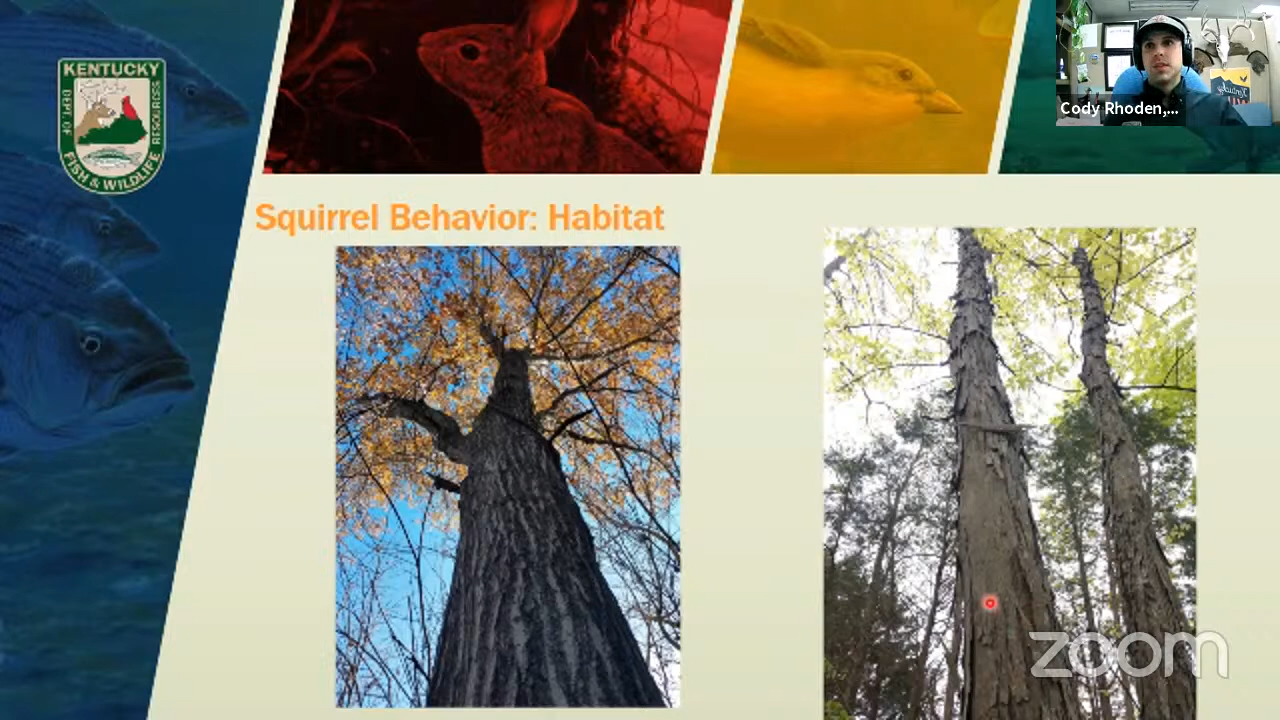 KENTUCKY
DEPT. OF
RESOURCES
FISH & WILDLIFE
Cody Rhoden,...
Squirrel Behavior: Habitat
zoom